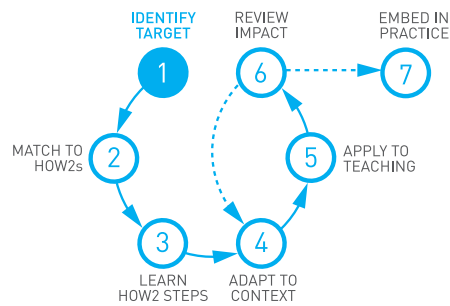 IDENTIFY
TARGET
1
MATCH TO
HOW2s
2
3
LEARN
HOW2 STEPS
4
ADAPT TO
CONTEXT
5
APPLY TO
TEACHING
REVIEW
IMPACT
6
EMBED IN
PRACTICE
7